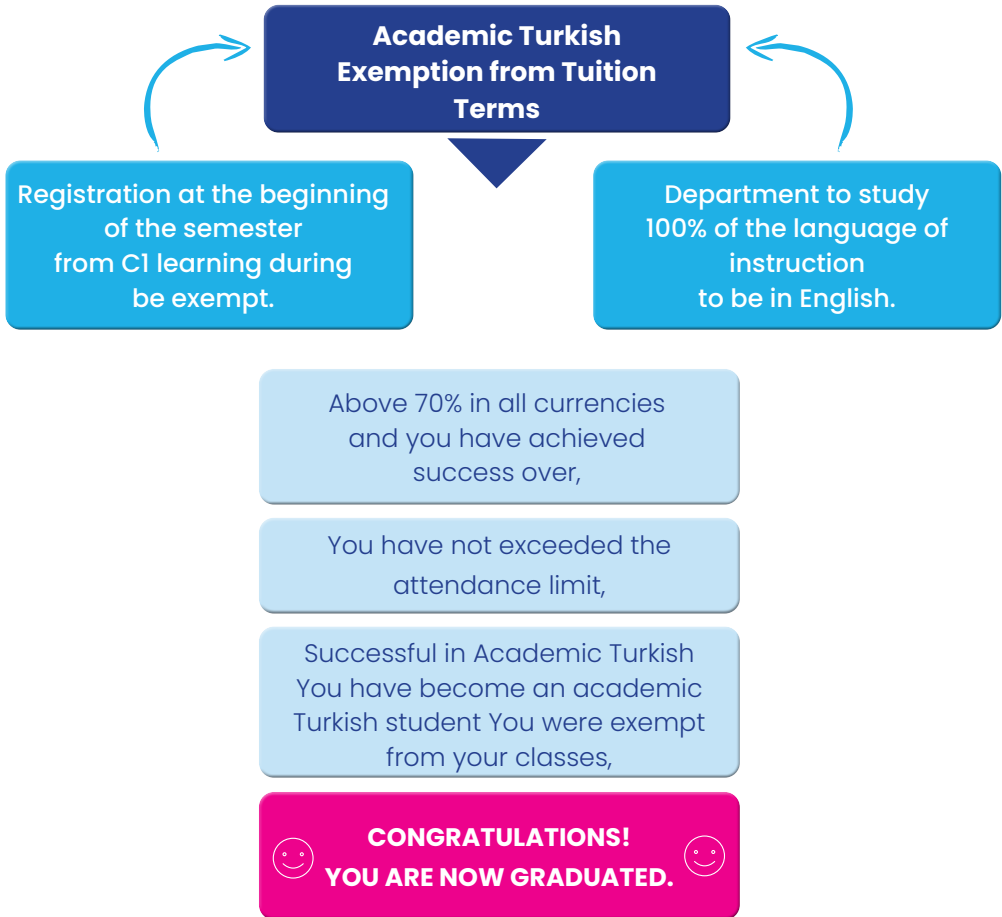 Academic Turkish
Exemption from Tuition
Terms
Registration at the beginning
of the semester
from C1 learning during
be exempt.
Department to study
100% of the language of
instruction
to be in English.
Above 70% in all currencies
and you have achieved
success over,
You have not exceeded the
attendance limit,
Successful in Academic Turkish
You have become an academic
Turkish student You were exempt
from your classes,
CONGRATULATIONS!
YOU ARE NOW GRADUATED.